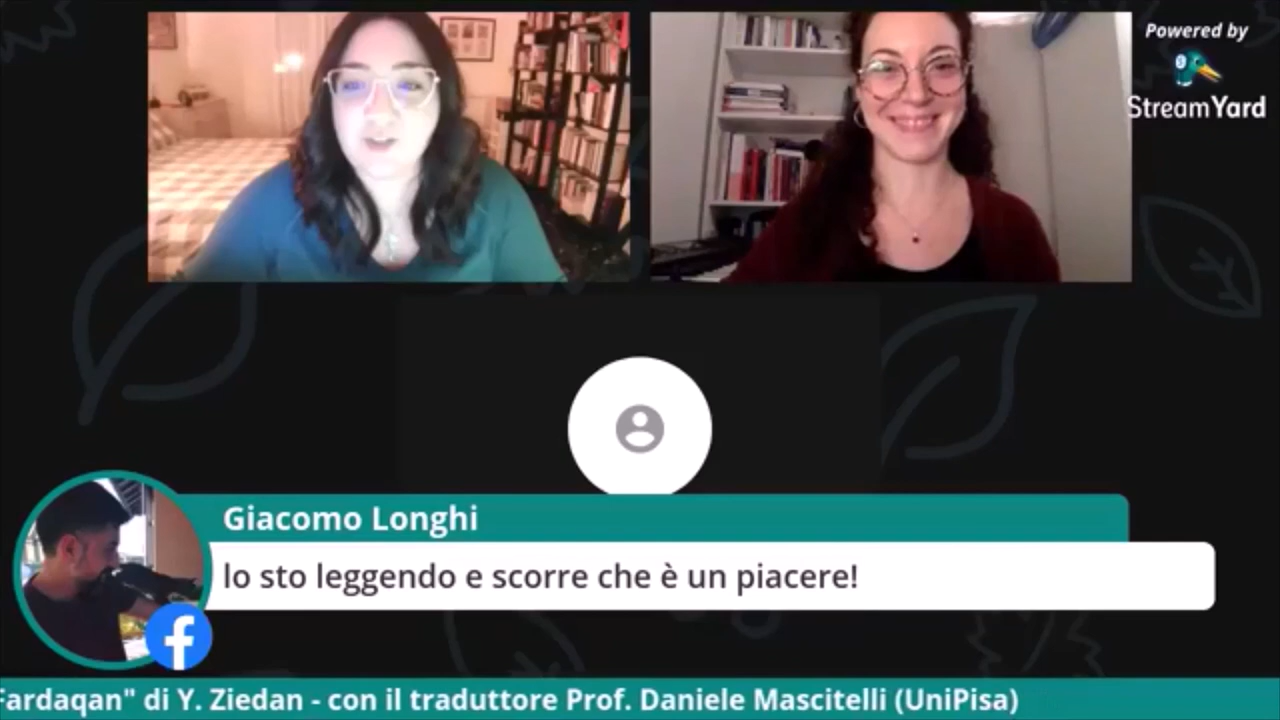 Powered by
StreamYard
Giacomo Longhi
lo sto leggendo e scorre che è un piacere!
Fardaqan" di Y. Ziedan - con il traduttore Prof. Daniele Mascitelli (UniPisa)